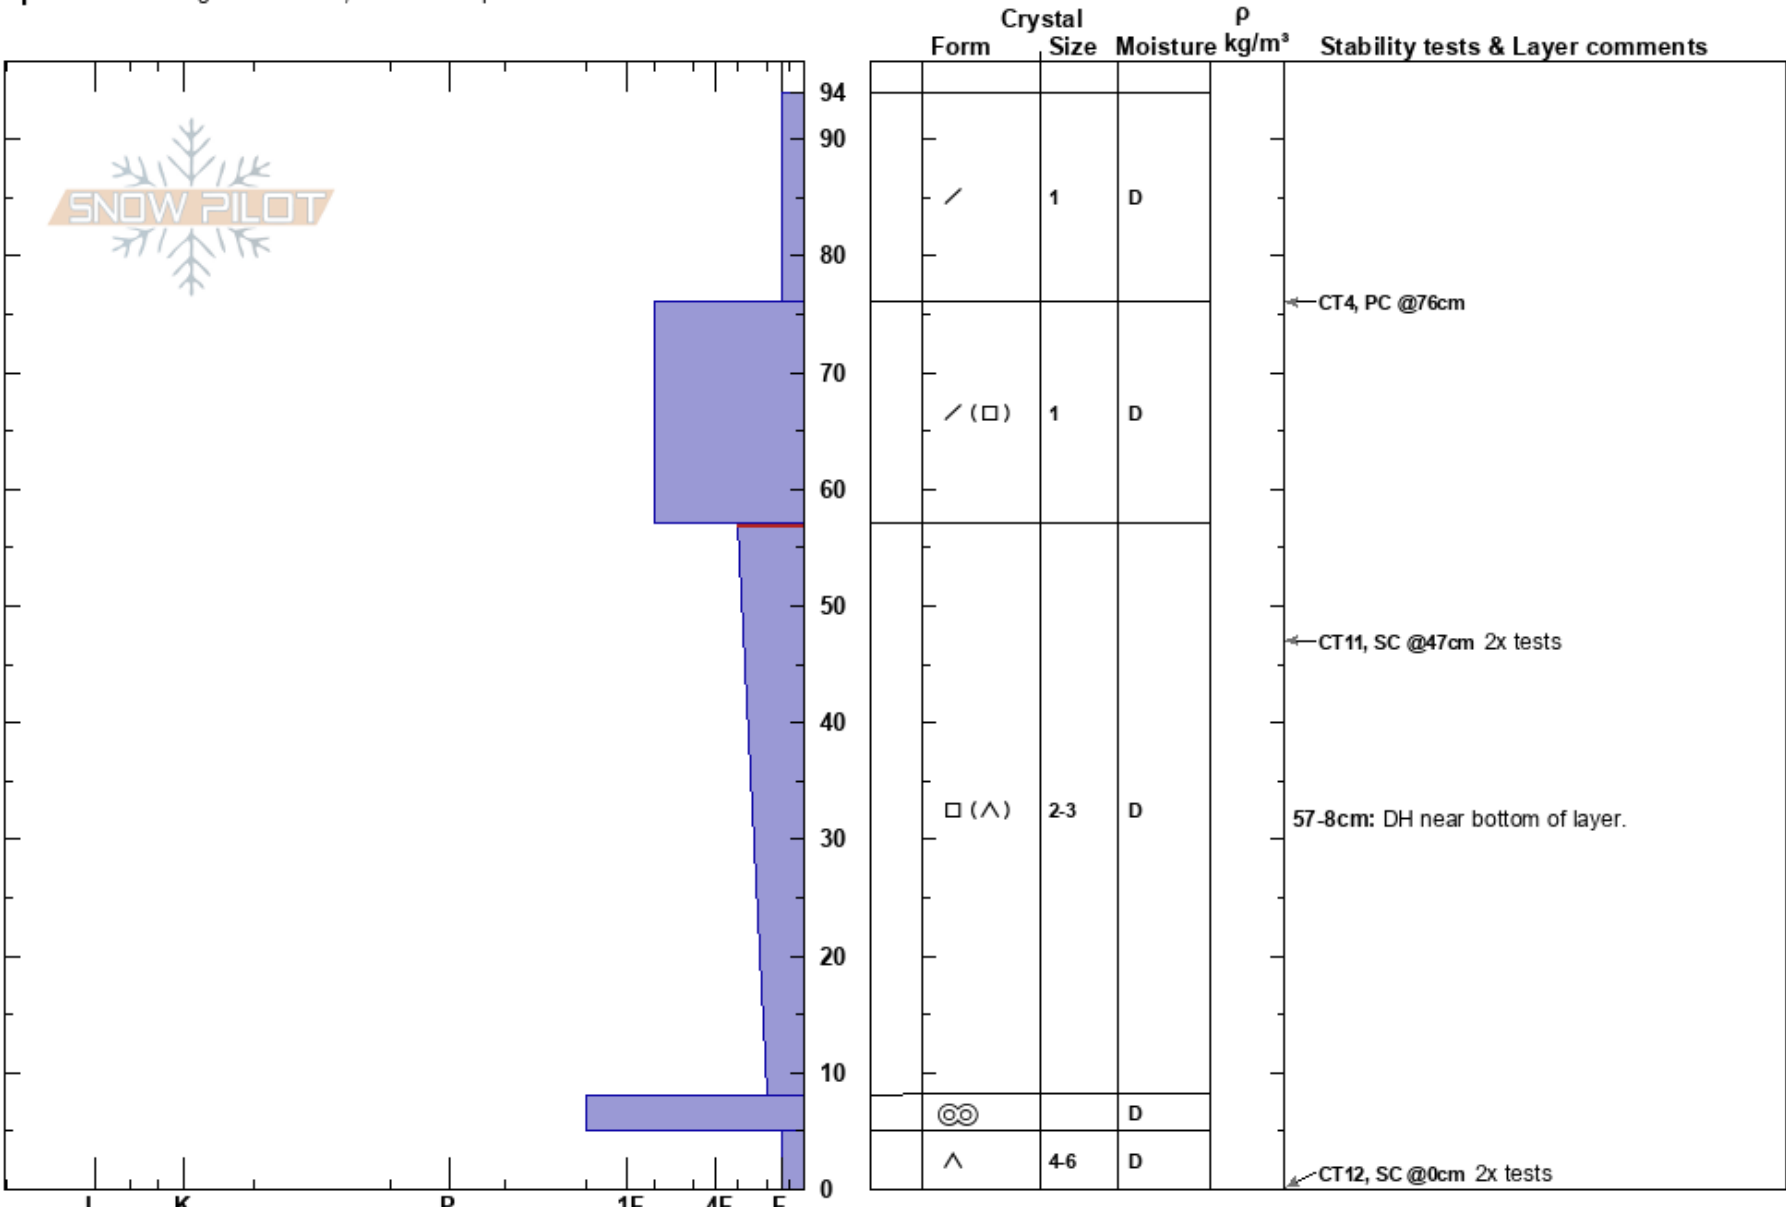 Crystal
ρ
Form Size Moisture kg/m³ Stability tests & Layer comments
94
90
SNOW PILOT
1 D
80
CT4, PC @76cm
70
1 D
60
50
CT11, SC @47cm 2x tests
40
2-3 D
57-8cm: DH near bottom of layer.
30
20
10
D
4-6 D
CT12, SC @0cm 2x tests
0
I K P 1F 4F F